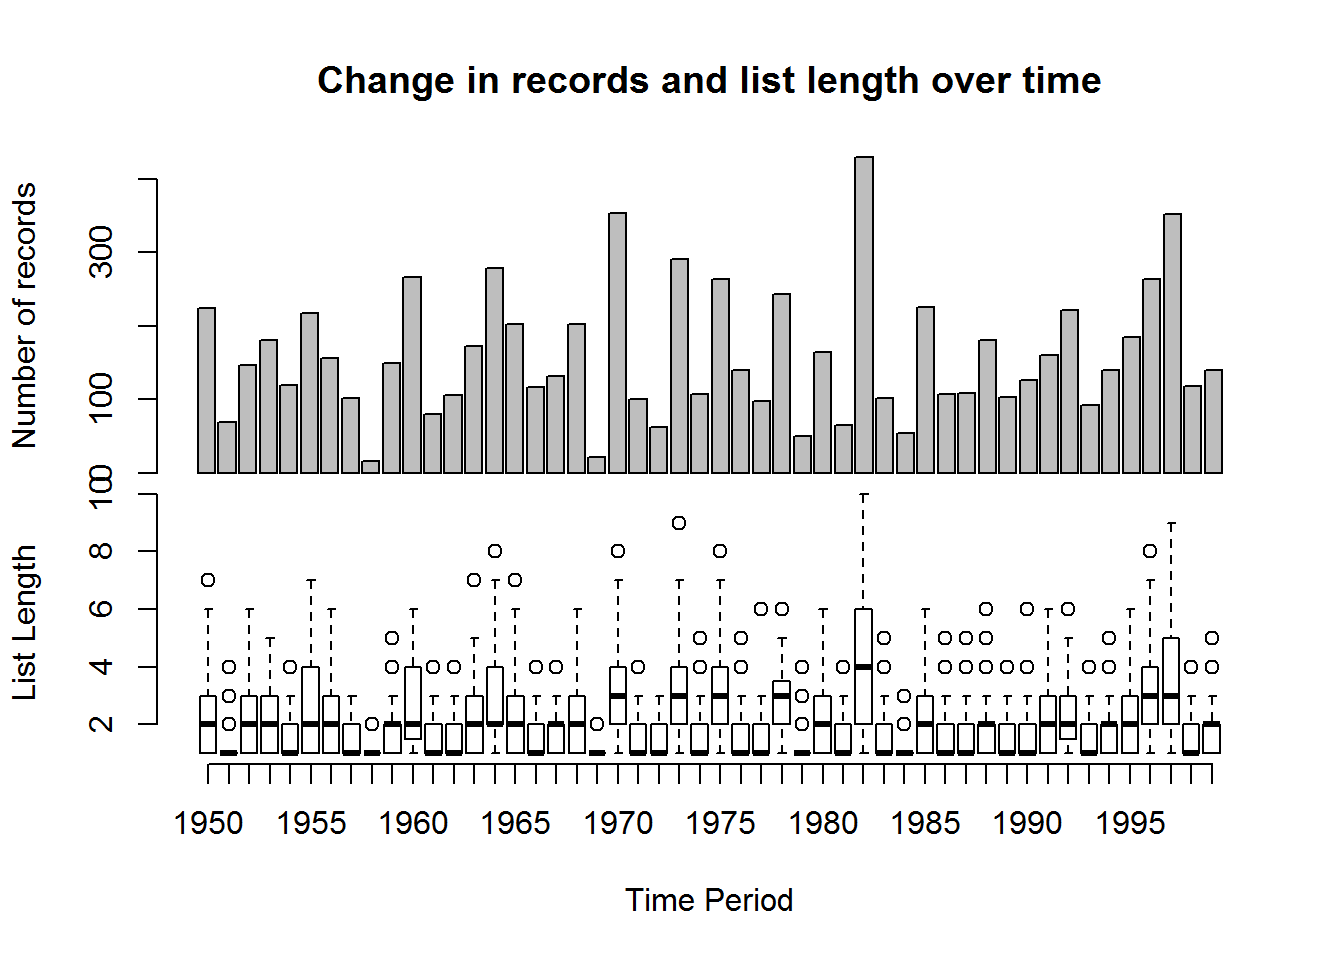 Change in records and list length over time
Number of records
300
100
0
List Length
10
8
6
4
2
1950 1955 1960 1965 1970 1975 1980 1985 1990 1995
Time Period